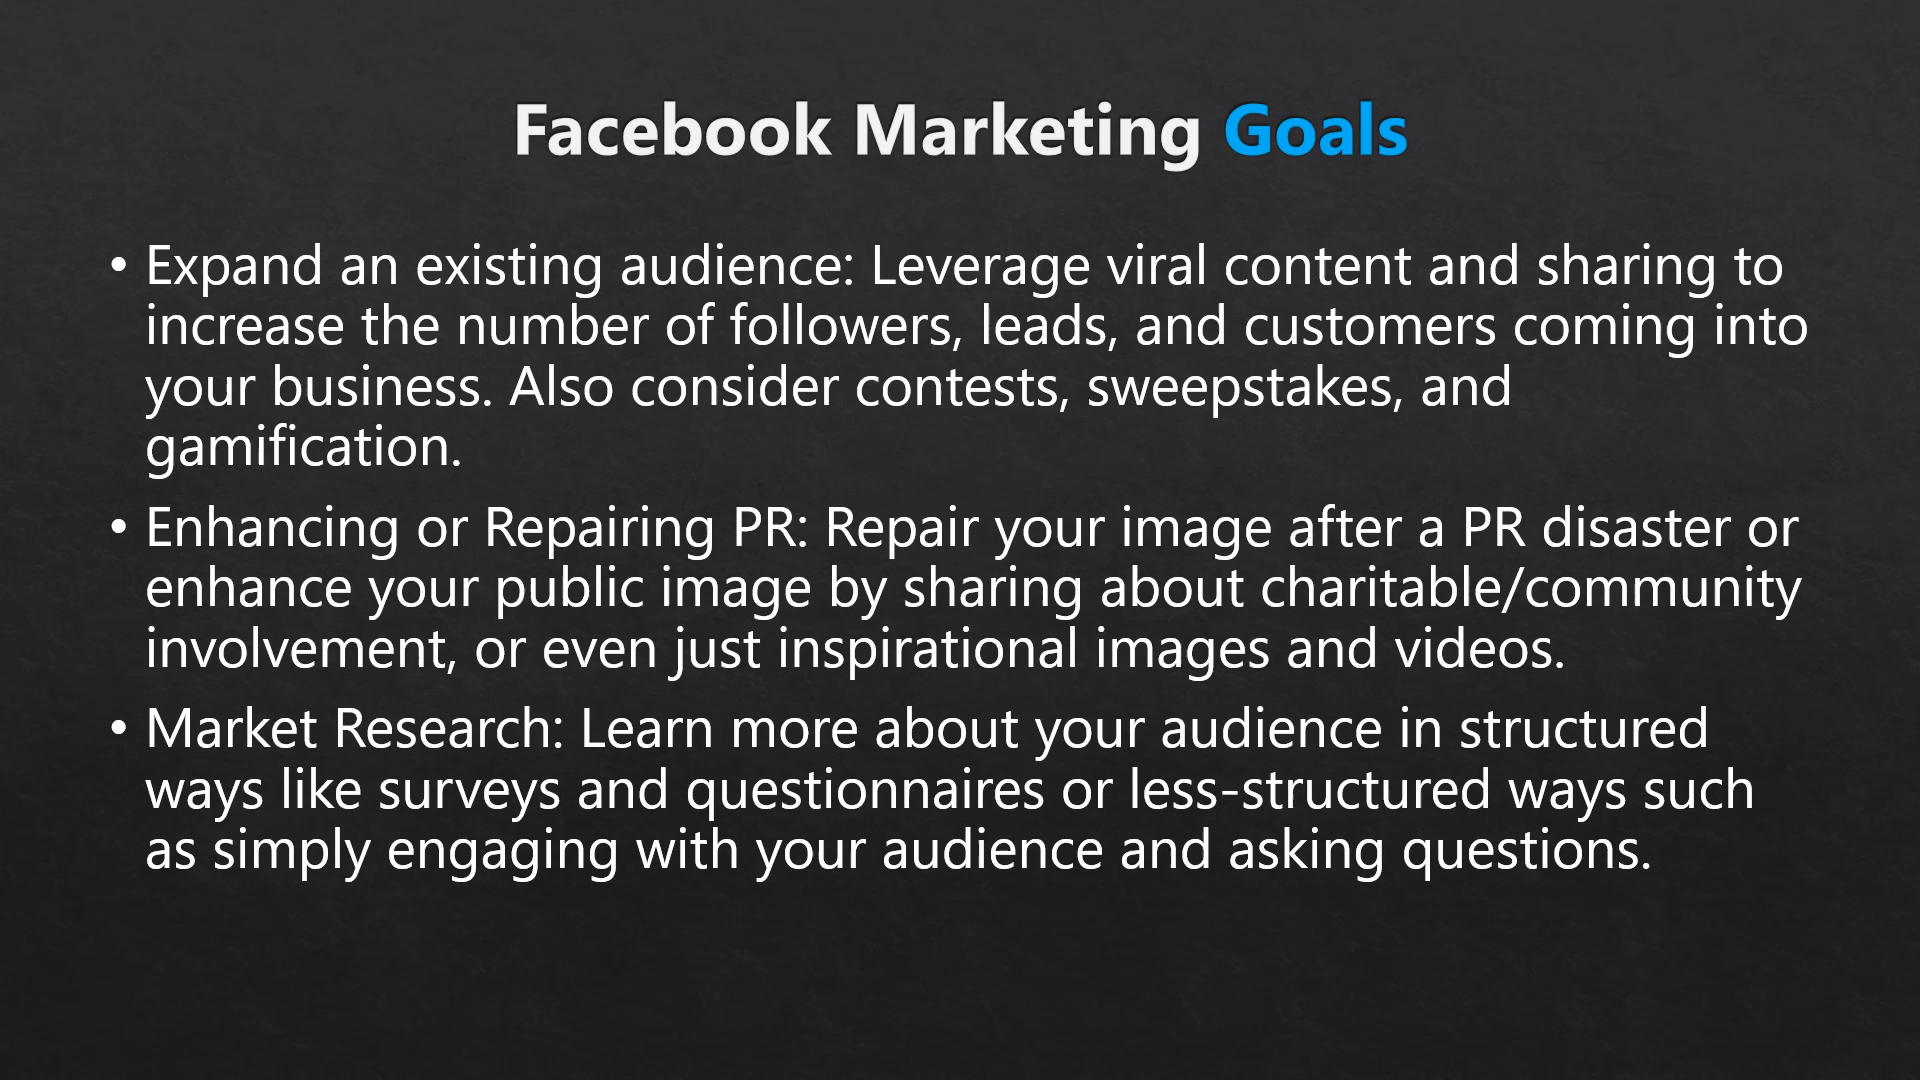 Facebook Marketing Goals
• Expand an existing audience: Leverage viral content and sharing to
increase the number of followers, leads, and customers coming into
your business. Also consider contests, sweepstakes, and
gamification.
• Enhancing or Repairing PR: Repair your image after a PR disaster or
enhance your public image by sharing about charitable/community
involvement, or even just inspirational images and videos.
• Market Research: Learn more about your audience in structured
ways like surveys and questionnaires or less-structured ways such
as simply engaging with your audience and asking questions.